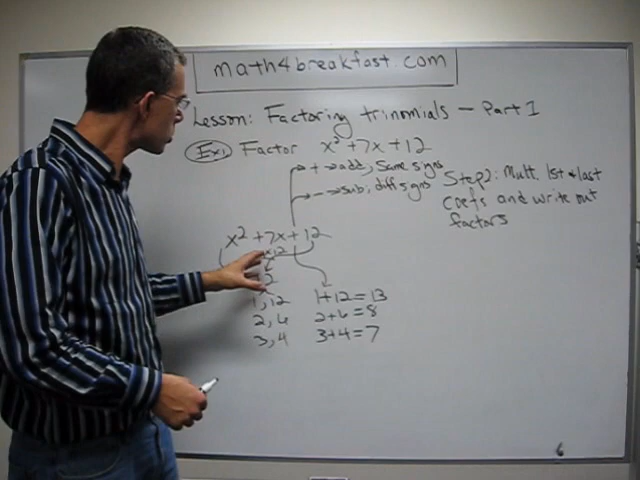 math4breakfast.com
Lesson: Factoring trinomials - Part 1
Ex1 Factor x² + 7x + 12
+ → add, Same signs
- → sub, diff signs
Step 2: Mult. 1st & last
coefs and write out
factors
x² + 7x + 12
x12
12
1, 12 1+12=13
2, 6 2+6=8
3, 4 3+4=7
6